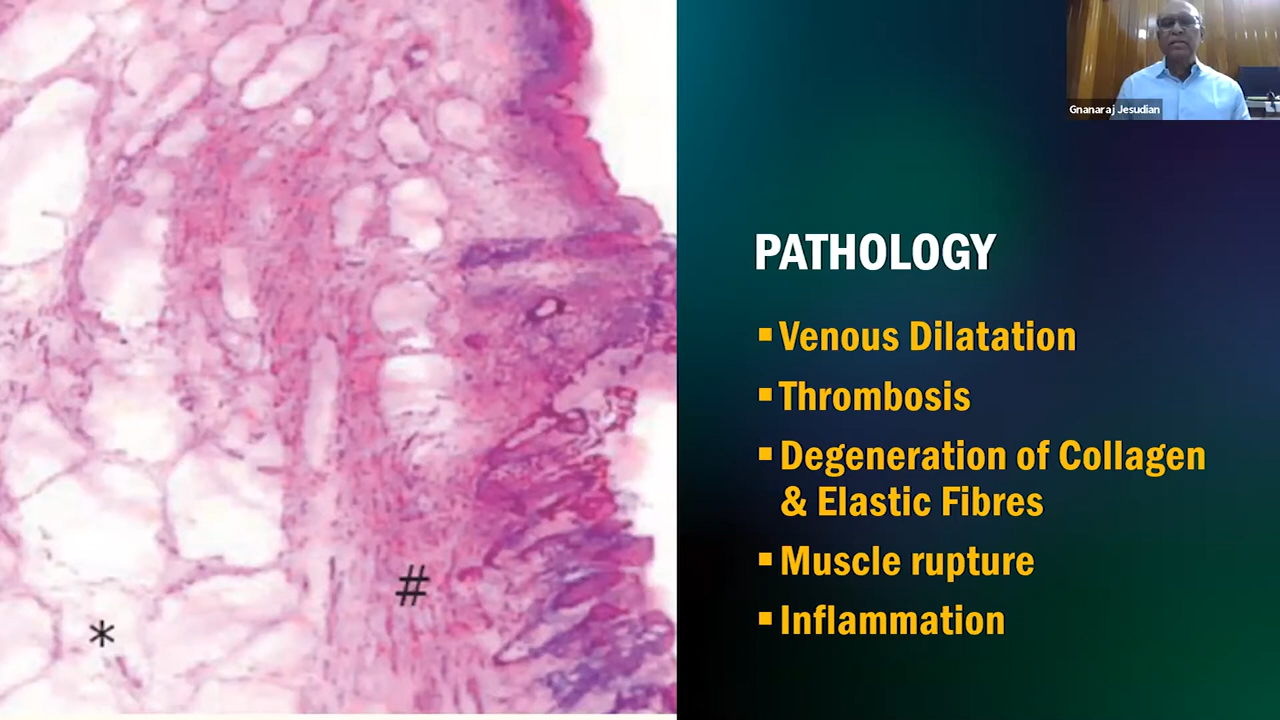 Gnanaraj Jesudian
PATHOLOGY
▪ Venous Dilatation
▪ Thrombosis
▪ Degeneration of Collagen
& Elastic Fibres
▪ Muscle rupture
▪ Inflammation
#
*